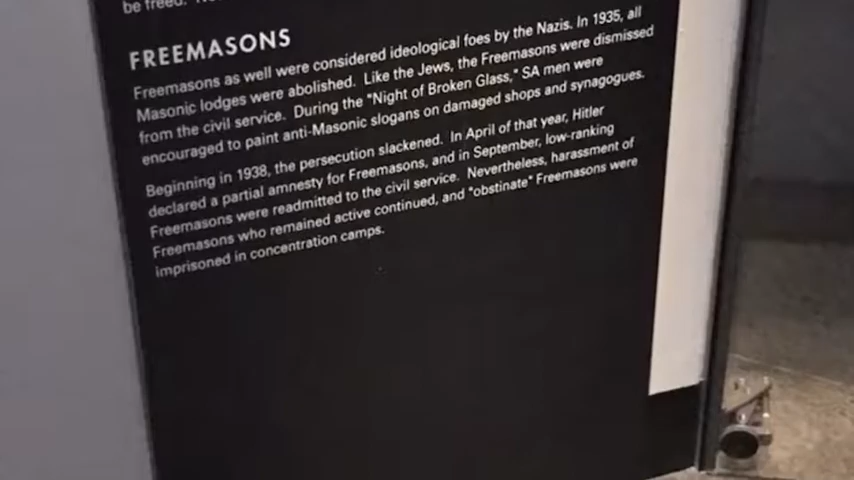 be freed.
FREEMASONS
Freemasons as well were considered ideological foes by the Nazis. In 1935, all
Masonic lodges were abolished. Like the Jews, the Freemasons were dismissed
from the civil service. During the "Night of Broken Glass," SA men were
encouraged to paint anti-Masonic slogans on damaged shops and synagogues.
Beginning in 1938, the persecution slackened. In April of that year, Hitler
declared a partial amnesty for Freemasons, and in September, low-ranking
Freemasons were readmitted to the civil service. Nevertheless, harassment of
Freemasons who remained active continued, and "obstinate" Freemasons were
imprisoned in concentration camps.